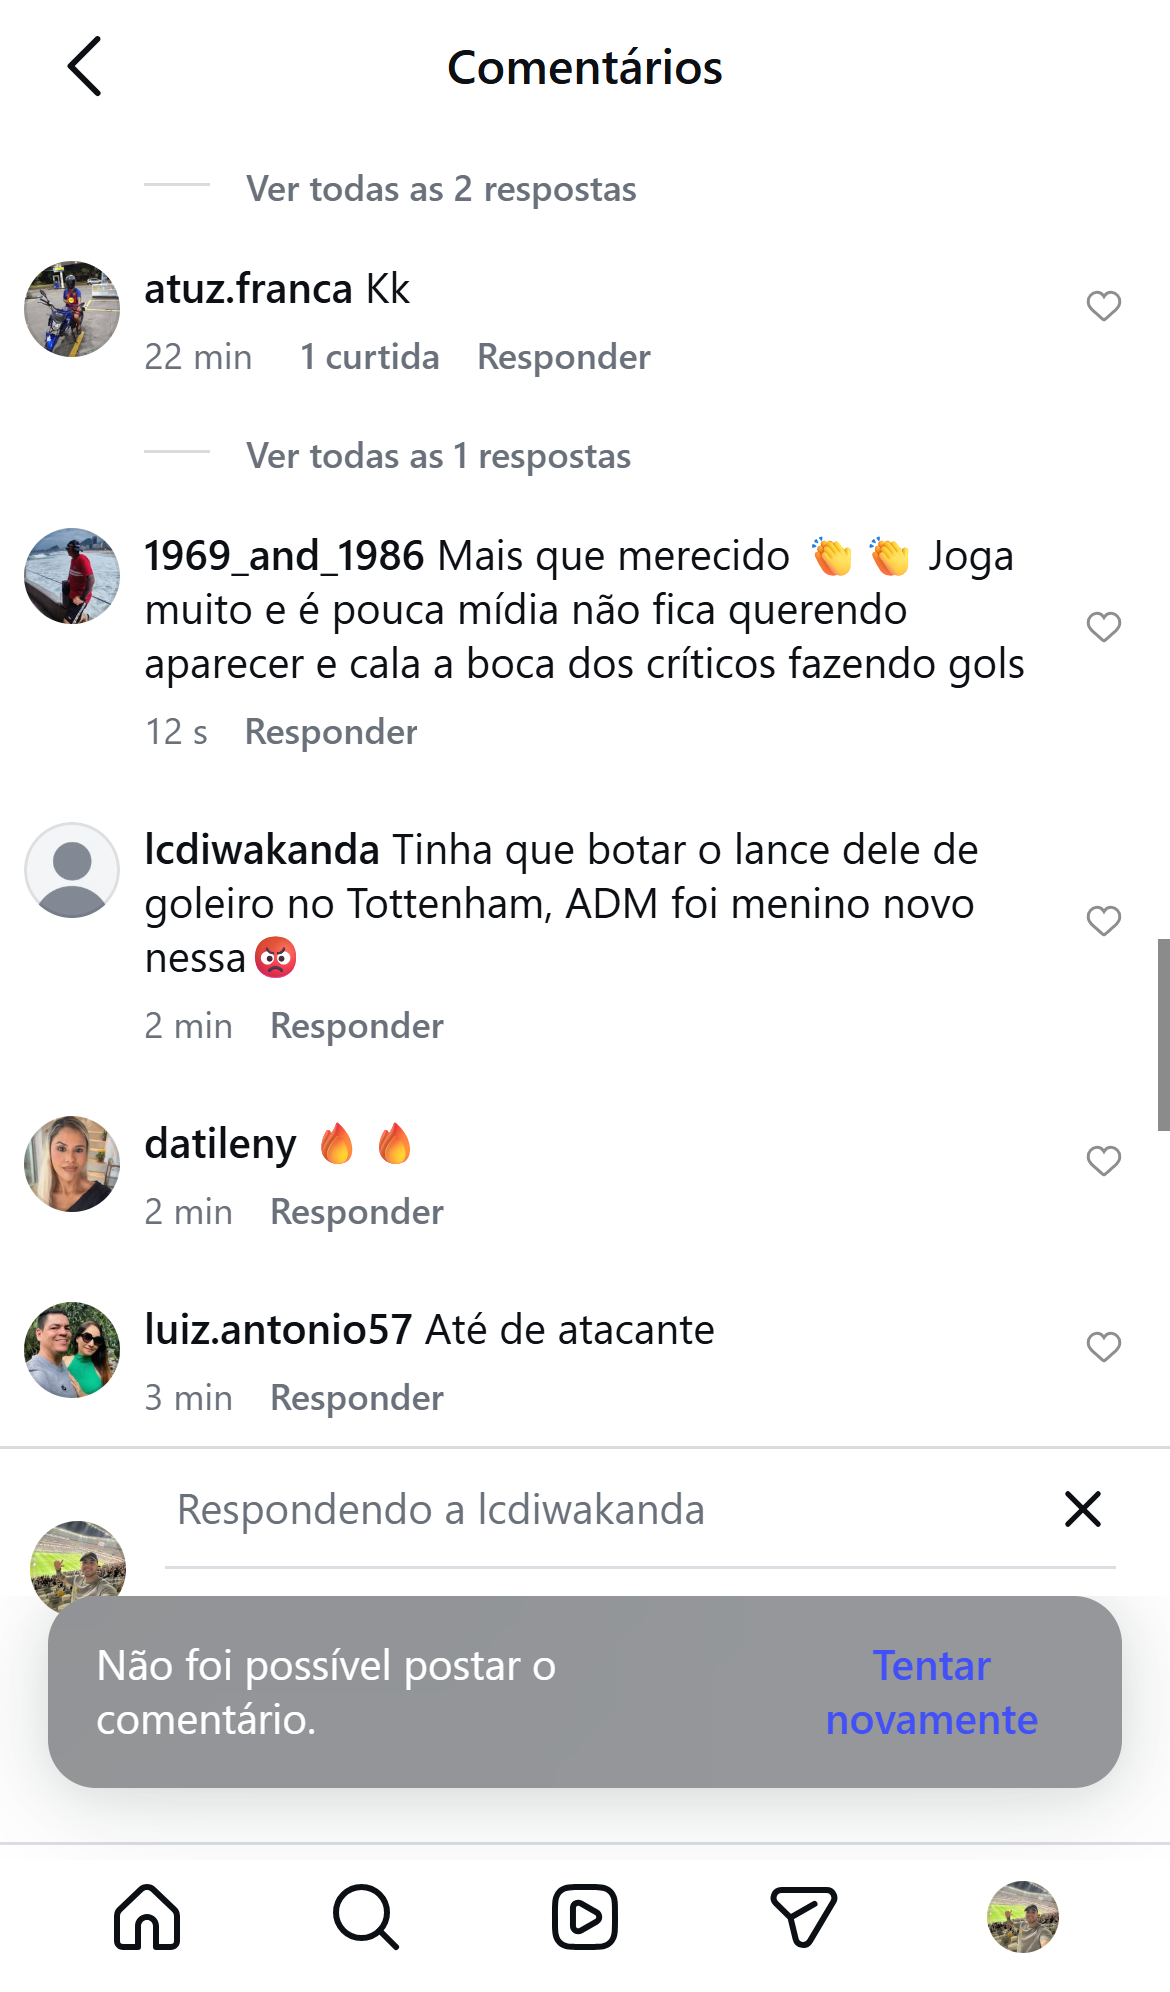 Comentários
Ver todas as 2 respostas
atuz.franca Kk
22 min 1 curtida Responder
Ver todas as 1 respostas
1969_and_1986 Mais que merecido 👏👏 Joga
muito e é pouca mídia não fica querendo
aparecer e cala a boca dos críticos fazendo gols
12 s Responder
lcdiwakanda Tinha que botar o lance dele de
goleiro no Tottenham, ADM foi menino novo
nessa😡
2 min Responder
datileny 🔥🔥
2 min Responder
luiz.antonio57 Até de atacante
3 min Responder
Respondendo a lcdiwakanda
Não foi possível postar o
comentário.
Tentar
novamente